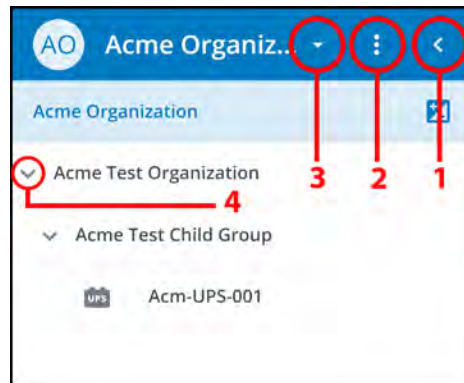 AO Acme Organiz...
Acme Organization
Acme Test Organization
3 2 1
4
Acme Test Child Group
UPS Acm-UPS-001